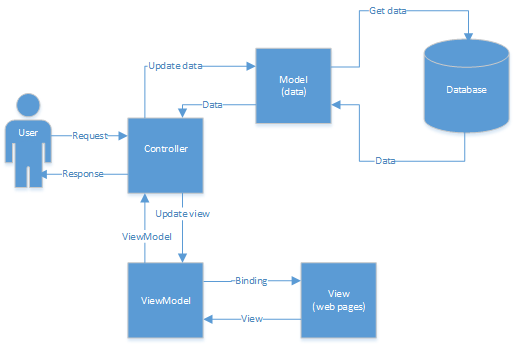 Get data
Update data
Model
(data)
Database
Data
User
Request
Controller
Data
Response
Update view
ViewModel
ViewModel
Binding
View
(web pages)
View